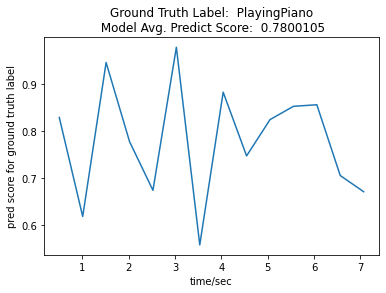 Ground Truth Label:  PlayingPiano
Model Avg. Predict Score:  0.7800105
pred score for ground truth label
0.9
0.8
0.7
0.6
1 2 3 4 5 6 7
time/sec